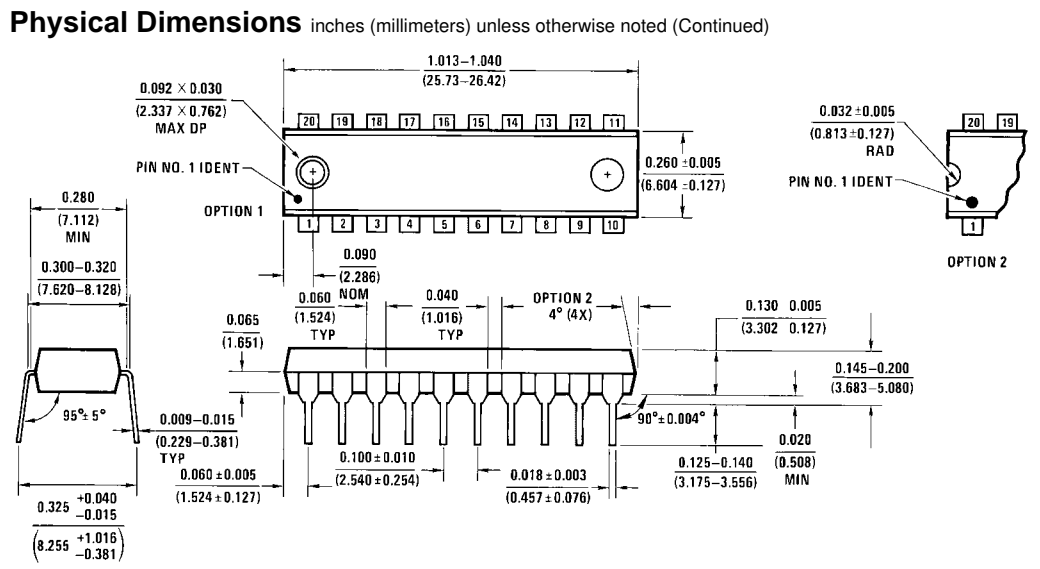 Physical Dimensions inches (millimeters) unless otherwise noted (Continued)
1.013–1.040
(25.73–26.42)
0.092 × 0.030
(2.337 × 0.762)
MAX DP
20 19 18 17 16 15 14 13 12 11
PIN NO. 1 IDENT
OPTION 1
1 2 3 4 5 6 7 8 9 10
0.260 ±0.005
(6.604 ±0.127)
0.032 ±0.005
(0.813±0.127)
RAD
20 19
PIN NO. 1 IDENT
1
OPTION 2
0.280
(7.112)
MIN
0.300–0.320
(7.620–8.128)
0.090
(2.286)
NOM
0.060
(1.524)
TYP
0.040
(1.016)
TYP
OPTION 2
4° (4X)
0.130 0.005
(3.302 0.127)
0.065
(1.651)
0.145–0.200
(3.683–5.080)
95°± 5°
0.009–0.015
(0.229–0.381)
TYP
90°±0.004°
0.020
(0.508)
MIN
0.125–0.140
(3.175–3.556)
0.100 ±0.010
(2.540 ±0.254)
0.018 ±0.003
(0.457 ±0.076)
0.060 ±0.005
(1.524 ±0.127)
0.325 +0.040
−0.015
(8.255 +1.016
−0.381)